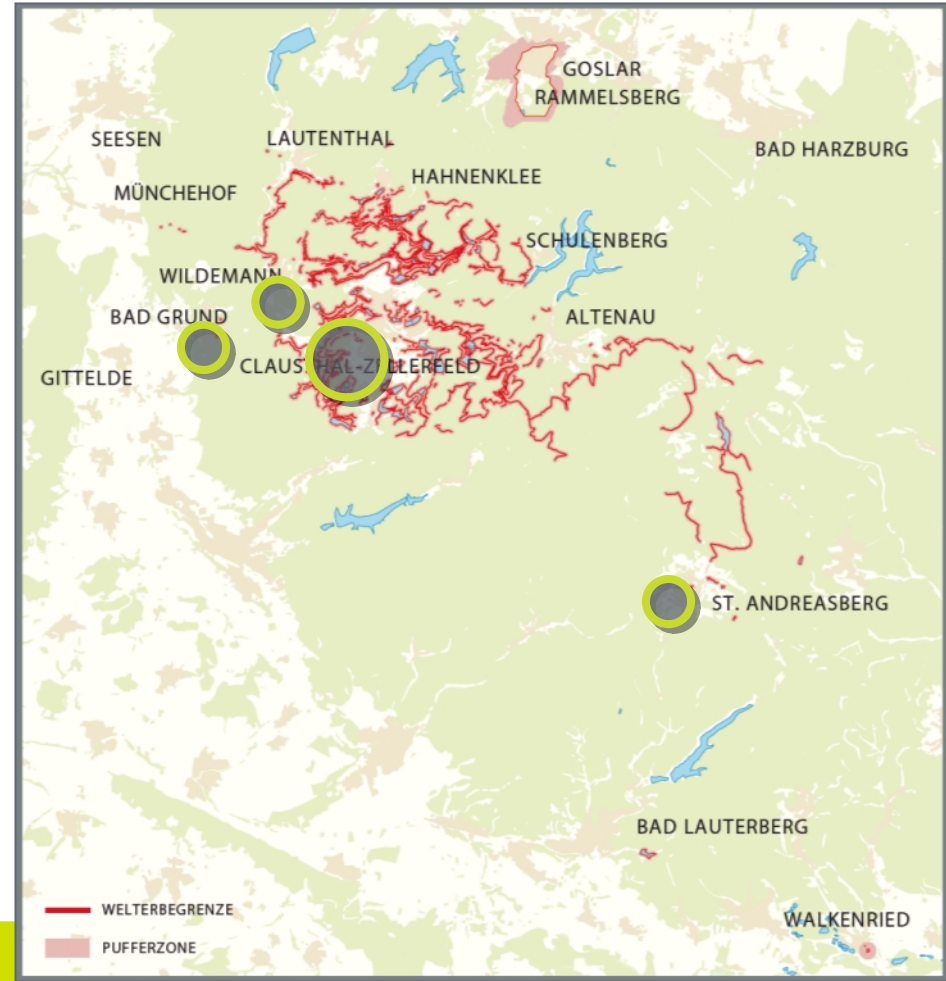 GOSLAR
RAMMELSBERG
SEESEN
LAUTENTHAL
BAD HARZBURG
HAHNENKLEE
MÜNCHEHOF
SCHULENBERG
WILDEMANN
BAD GRUND
ALTENAU
CLAUSTHAL-ZELLERFELD
GITTELDE
ST. ANDREASBERG
BAD LAUTERBERG
WELTERBEGRENZE
WALKENRIED
PUFFERZONE